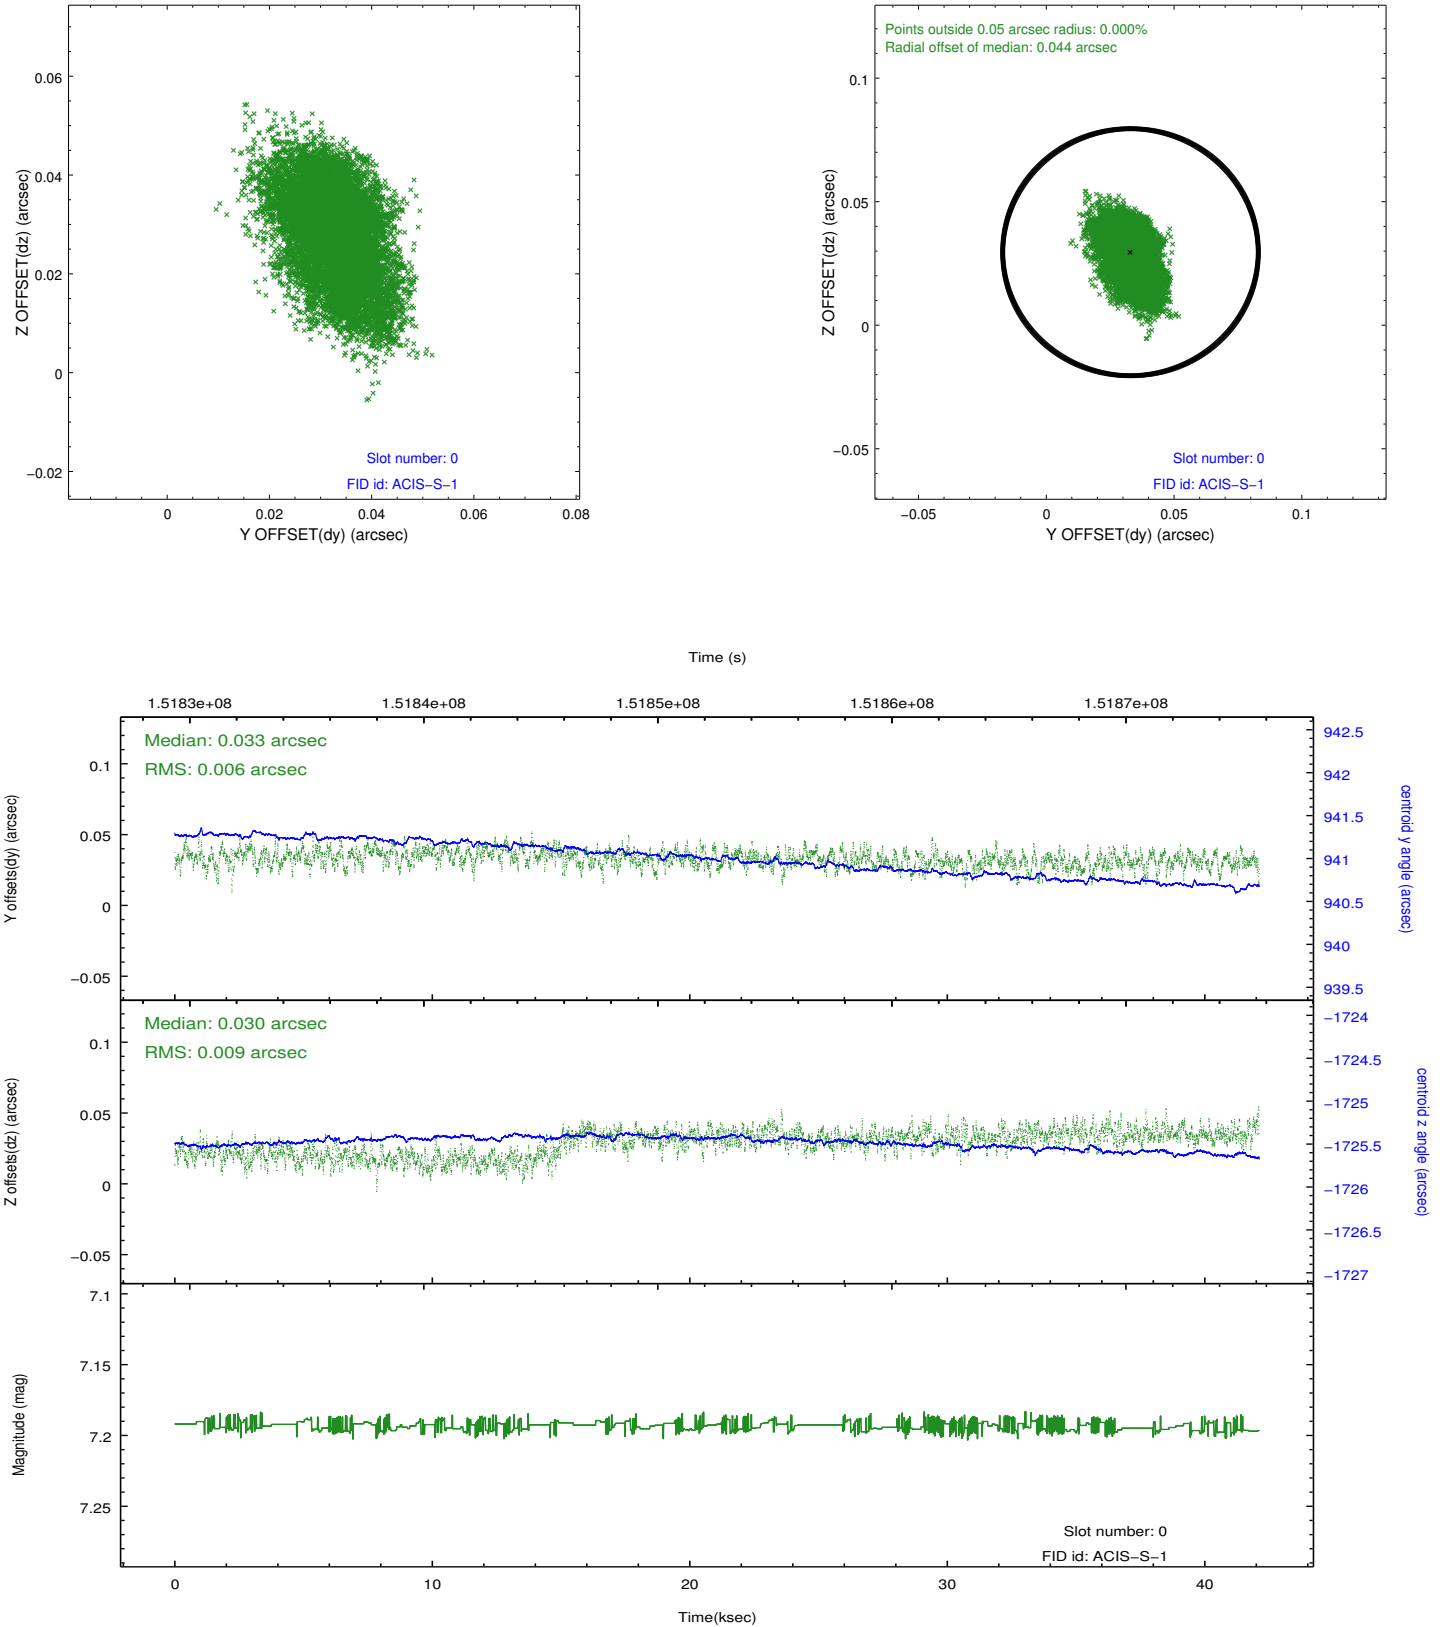 0.06
0.04
0.02
0
−0.02
Z OFFSET(dz) (arcsec)
Slot number: 0
FID id: ACIS−S−1
0
0.02
0.04
0.06
0.08
Y OFFSET(dy) (arcsec)
Points outside 0.05 arcsec radius: 0.000%
Radial offset of median: 0.044 arcsec
0.1
0.05
0
−0.05
Z OFFSET(dz) (arcsec)
Slot number: 0
FID id: ACIS−S−1
−0.05
0
0.05
0.1
Y OFFSET(dy) (arcsec)
Time (s)
1.5183e+08
1.5184e+08
1.5185e+08
1.5186e+08
1.5187e+08
Median: 0.033 arcsec
RMS: 0.006 arcsec
0.1
0.05
0
−0.05
Y offsets(dy) (arcsec)
942.5
942
941.5
941
940.5
940
939.5
centroid y angle (arcsec)
Median: 0.030 arcsec
RMS: 0.009 arcsec
0.1
0.05
0
−0.05
Z offsets(dz) (arcsec)
−1724
−1724.5
−1725
−1725.5
−1726
−1726.5
−1727
centroid z angle (arcsec)
7.1
7.15
7.2
7.25
Magnitude (mag)
Slot number: 0
FID id: ACIS−S−1
0
10
20
30
40
Time(ksec)